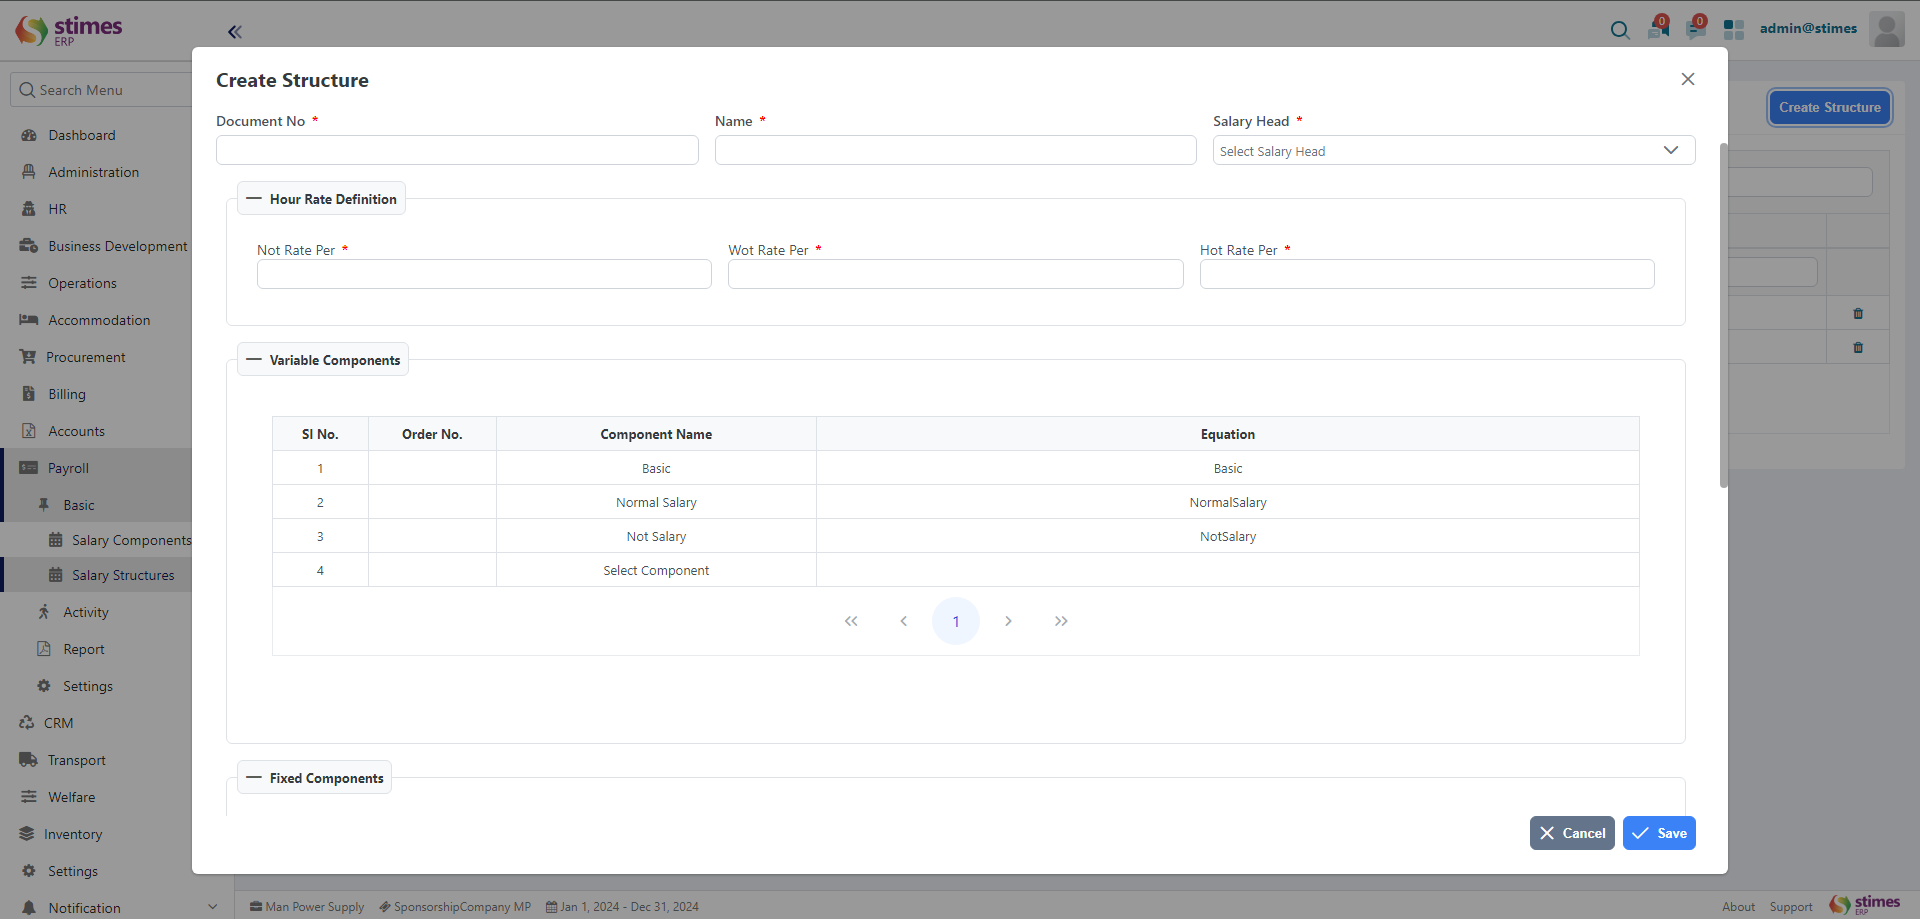 stimes
ERP
0
0
admin@stimes
Search Menu
Dashboard
Administration
HR
Business Development
Operations
Accommodation
Procurement
Billing
Accounts
Payroll
Basic
Salary Components
Salary Structures
Activity
Report
Settings
CRM
Transport
Welfare
Inventory
Settings
Notification
Create Structure
Create Structure
Document No *
Name *
Salary Head *
Select Salary Head
Hour Rate Definition
Not Rate Per *
Wot Rate Per *
Hot Rate Per *
Variable Components
Sl No. Order No. Component Name Equation
1 Basic Basic
2 Normal Salary NormalSalary
3 Not Salary NotSalary
4 Select Component
1
Fixed Components
Cancel
Save
Man Power Supply SponsorshipCompany MP Jan 1, 2024 - Dec 31, 2024
About Support stimes
ERP